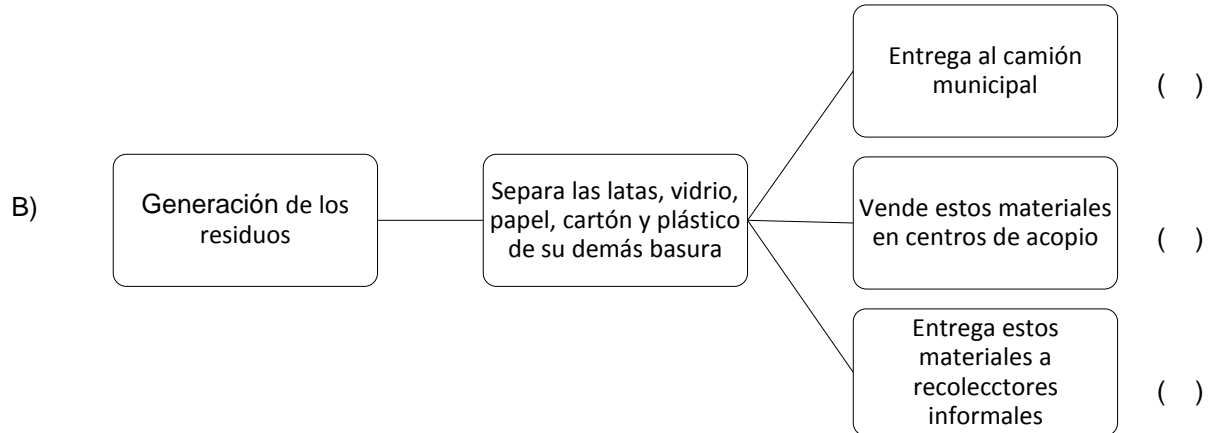 B)
Generación de los
residuos
Separa las latas, vidrio,
papel, cartón y plástico
de su demás basura
Entrega al camión
municipal
( )
Vende estos materiales
en centros de acopio
( )
Entrega estos
materiales a
recolecctores
informales
( )